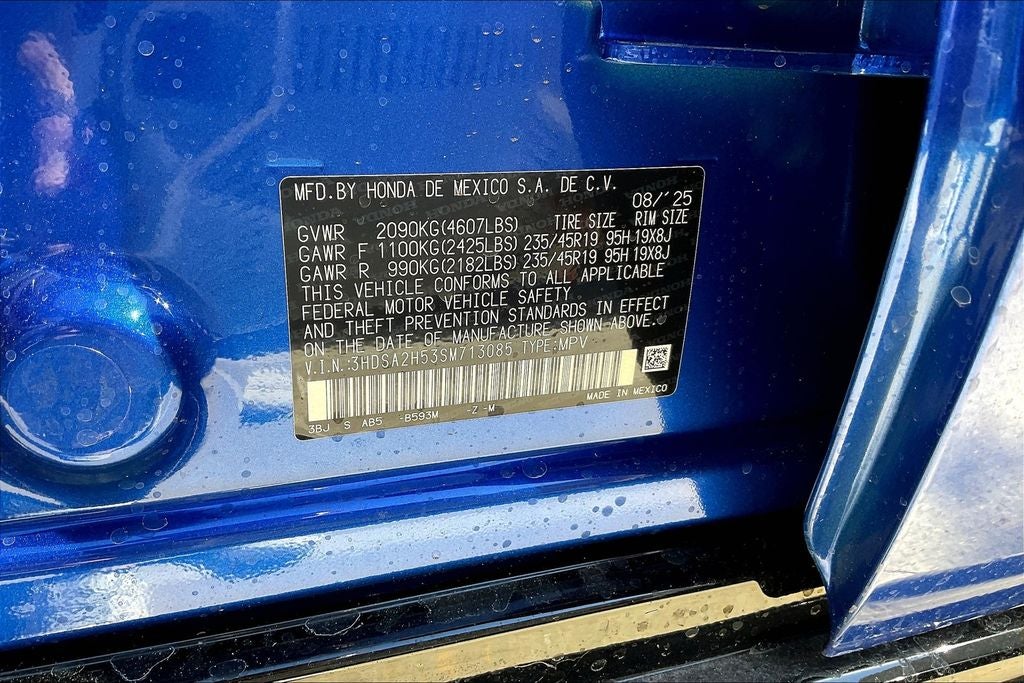 MFD.BY HONDA DE MEXICO S.A. DE C.V.
08/'25
GVWR 2090KG(4607LBS) TIRE SIZE RIM SIZE
GAWR F 1100KG(2425LBS) 235/45R19 95H 19X8J
GAWR R 990KG(2182LBS) 235/45R19 95H 19X8J
THIS VEHICLE CONFORMS TO ALL APPLICABLE
FEDERAL MOTOR VEHICLE SAFETY
AND THEFT PREVENTION STANDARDS IN EFFECT
ON THE DATE OF MANUFACTURE SHOWN ABOVE.
V.I.N.:3HDSA2H53SM713085 TYPE:MPV
MADE IN MEXICO
3BJ S AB5 -B593M -Z -M